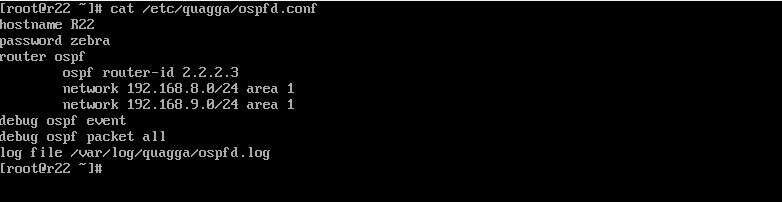 [root@r22 ~]# cat /etc/quagga/ospfd.conf
hostname R22
password zebra
router ospf
        ospf router-id 2.2.2.3
        network 192.168.8.0/24 area 1
        network 192.168.9.0/24 area 1
debug ospf event
debug ospf packet all
log file /var/log/quagga/ospfd.log
[root@r22 ~]#